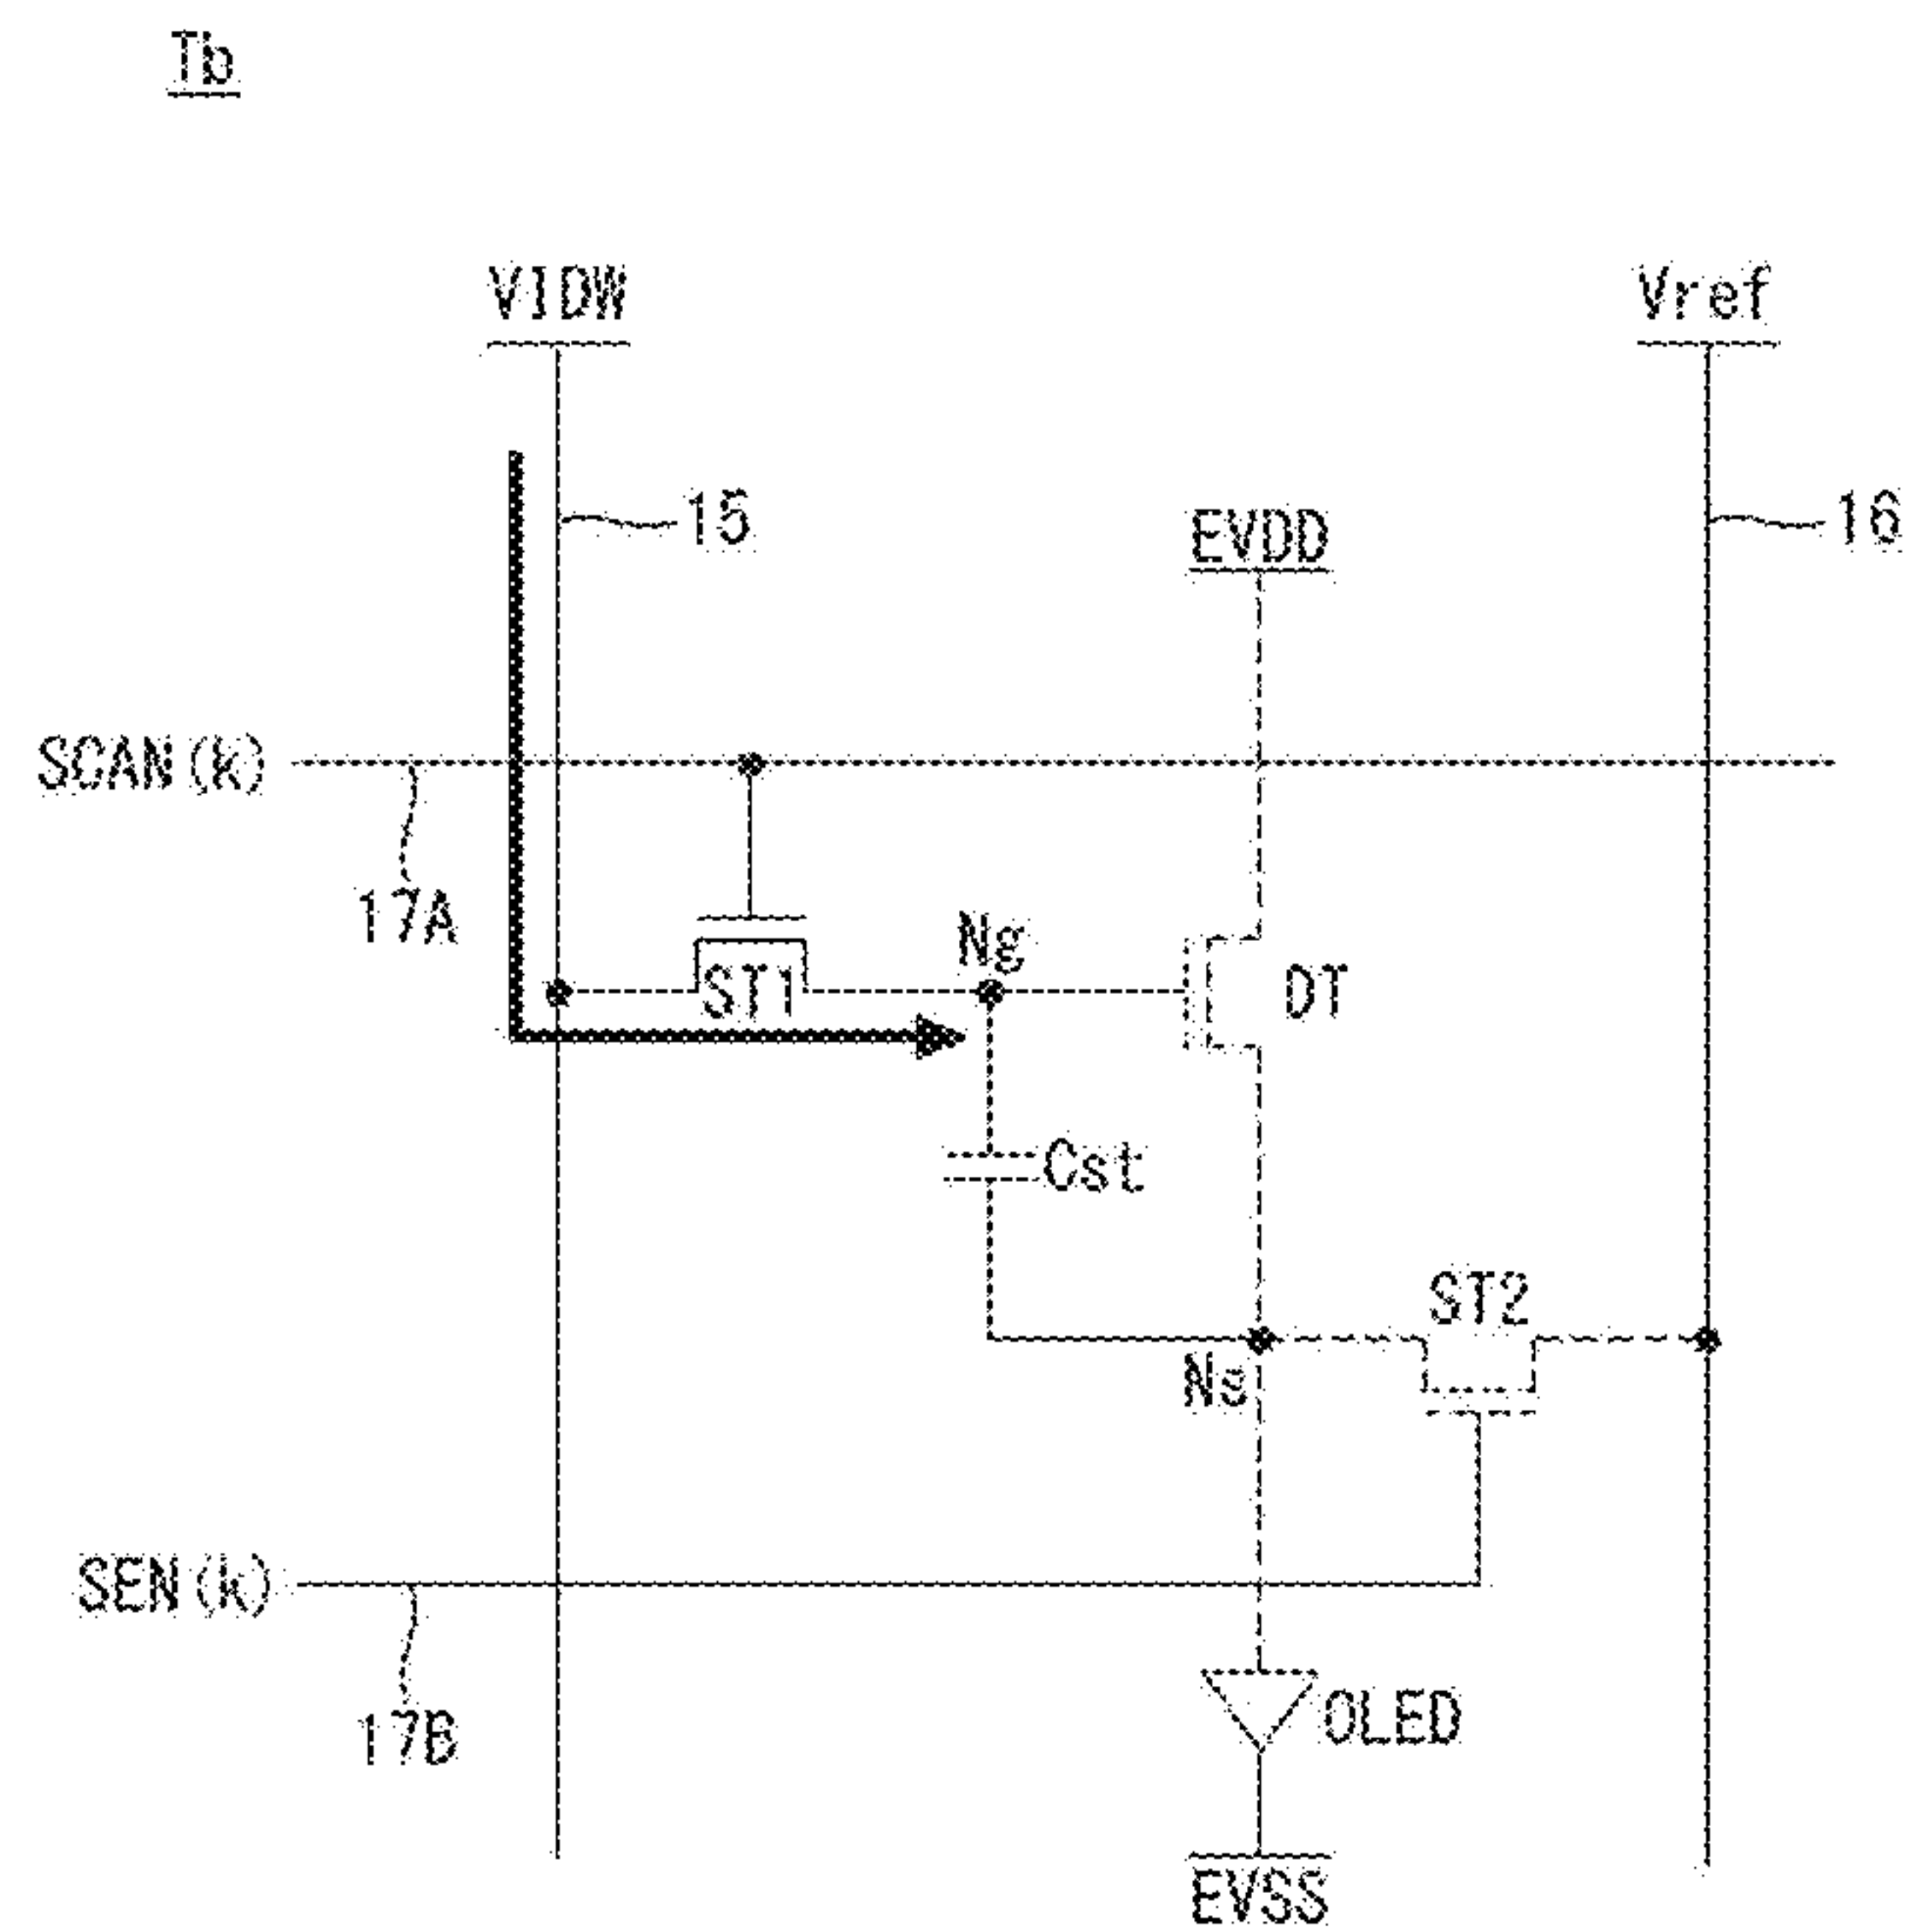 Tb
VIDW
Vref
15
EVDD
16
SCAN(k)
17A
Ng
ST1
DT
Cst
ST2
Ns
SEN(k)
17B
OLED
EVSS